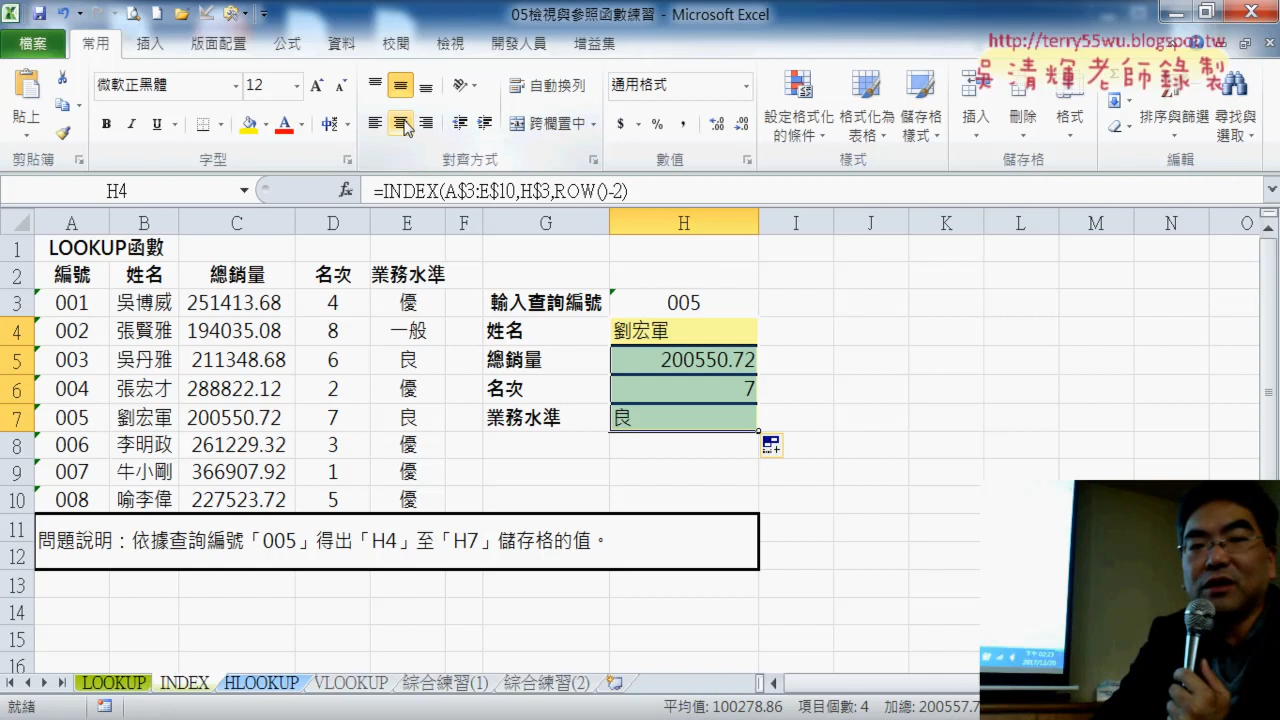 05檢視與參照函數練習 - Microsoft Excel
http://terry55wu.blogspot.tw
吳清輝老師錄製
檔案 常用 插入 版面配置 公式 資料 校閱 檢視 開發人員 增益集
微軟正黑體 12 自動換列 通用格式
貼上 B I U A 跨欄置中 $ % , 設定格式化的條件 格式化為表格 儲存格樣式 插入 刪除 格式 排序與篩選 尋找與選取
剪貼簿 字型 對齊方式 數值 樣式 儲存格 編輯
H4 fx =INDEX(A$3:E$10,H$3,ROW()-2)
A B C D E F G H I J K L M N O
1 LOOKUP函數
2 編號 姓名 總銷量 名次 業務水準
3 001 吳博威 251413.68 4 優 輸入查詢編號 005
4 002 張賢雅 194035.08 8 一般 姓名 劉宏軍
5 003 吳丹雅 211348.68 6 良 總銷量 200550.72
6 004 張宏才 288822.12 2 優 名次 7
7 005 劉宏軍 200550.72 7 良 業務水準 良
8 006 李明政 261229.32 3 優
9 007 牛小剛 366907.92 1 優
10 008 喻李偉 227523.72 5 優
11 問題說明：依據查詢編號「005」得出「H4」至「H7」儲存格的值。
12
13
14
15
16
LOOKUP INDEX HLOOKUP VLOOKUP 綜合練習(1) 綜合練習(2)
就緒 平均值: 100278.86 項目個數: 4 加總: 200557.7
下午 02:23
2017/12/20